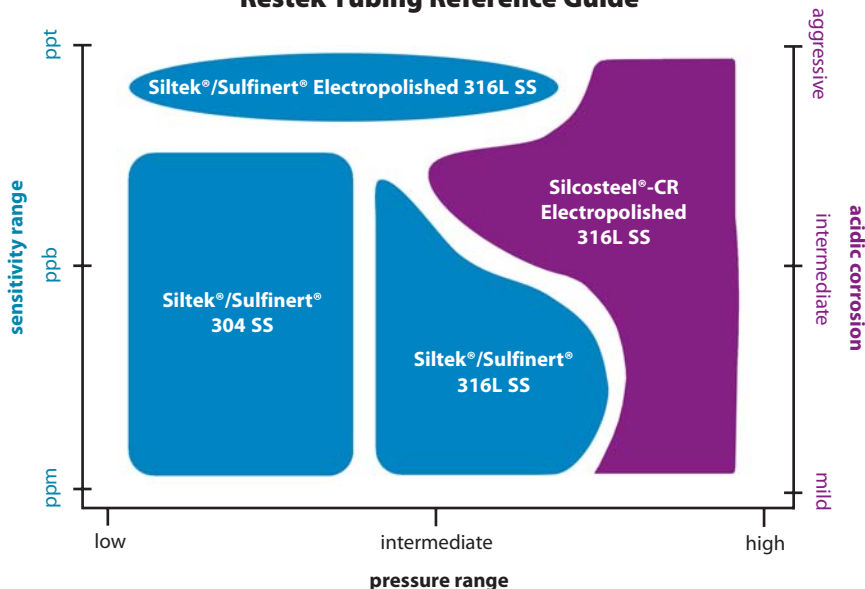 Restek Tubing Reference Guide
ppt
aggressive
Siltek®/Sulfinert® Electropolished 316L SS
Silcosteel®-CR
Electropolished
316L SS
sensitivity range
ppb
intermediate
acidic corrosion
Siltek®/Sulfinert®
304 SS
Siltek®/Sulfinert®
316L SS
ppm
mild
low
intermediate
high
pressure range